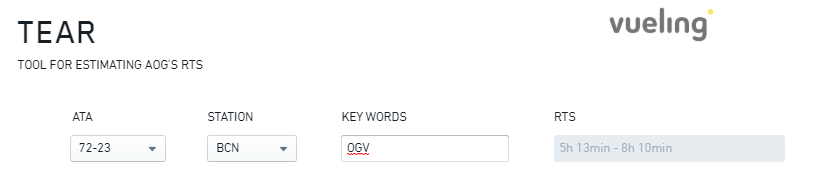 TEAR
vueling
TOOL FOR ESTIMATING AOG'S RTS
ATA STATION KEY WORDS RTS
72-23 BCN OGV 5h 13min - 8h 10min